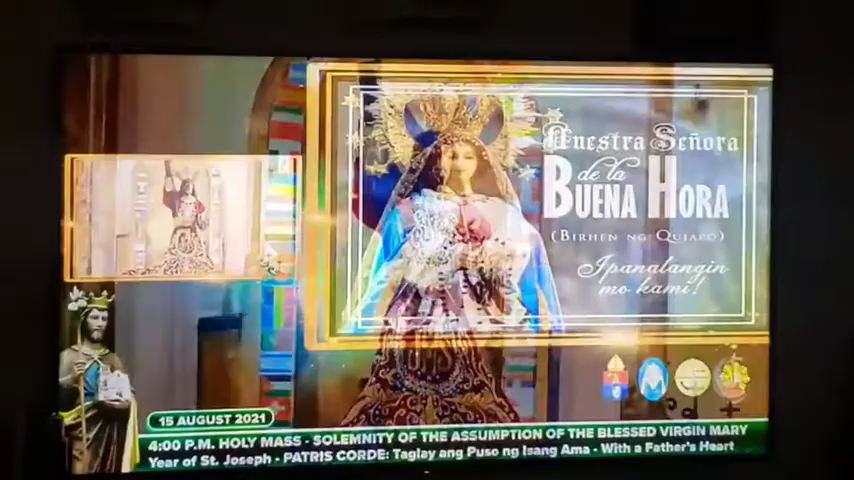 Nuestra Señora
de la
BUENA HORA
(BIRHEN NG QUIAPO)
Ipanalangin
mo kami!
15 AUGUST 2021
4:00 P.M. HOLY MASS - SOLEMNITY OF THE ASSUMPTION OF THE BLESSED VIRGIN MARY
Year of St. Joseph - PATRIS CORDE: Taglay ang Puso ng Isang Ama - With a Father's Heart